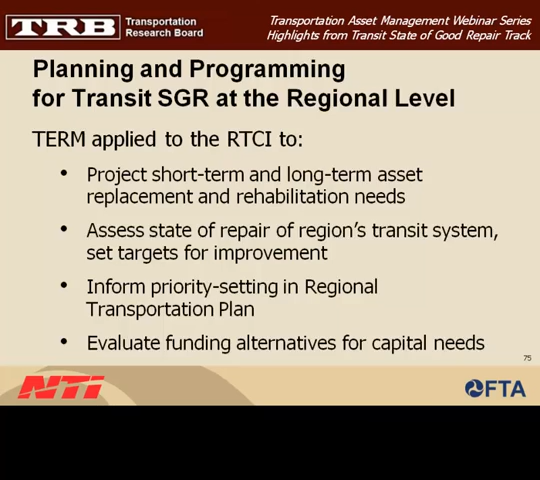 TRB
Transportation
Research Board
Transportation Asset Management Webinar Series
Highlights from Transit State of Good Repair Track
Planning and Programming
for Transit SGR at the Regional Level
TERM applied to the RTCI to:
• Project short-term and long-term asset
replacement and rehabilitation needs
• Assess state of repair of region's transit system,
set targets for improvement
• Inform priority-setting in Regional
Transportation Plan
• Evaluate funding alternatives for capital needs
75
NTI
FTA